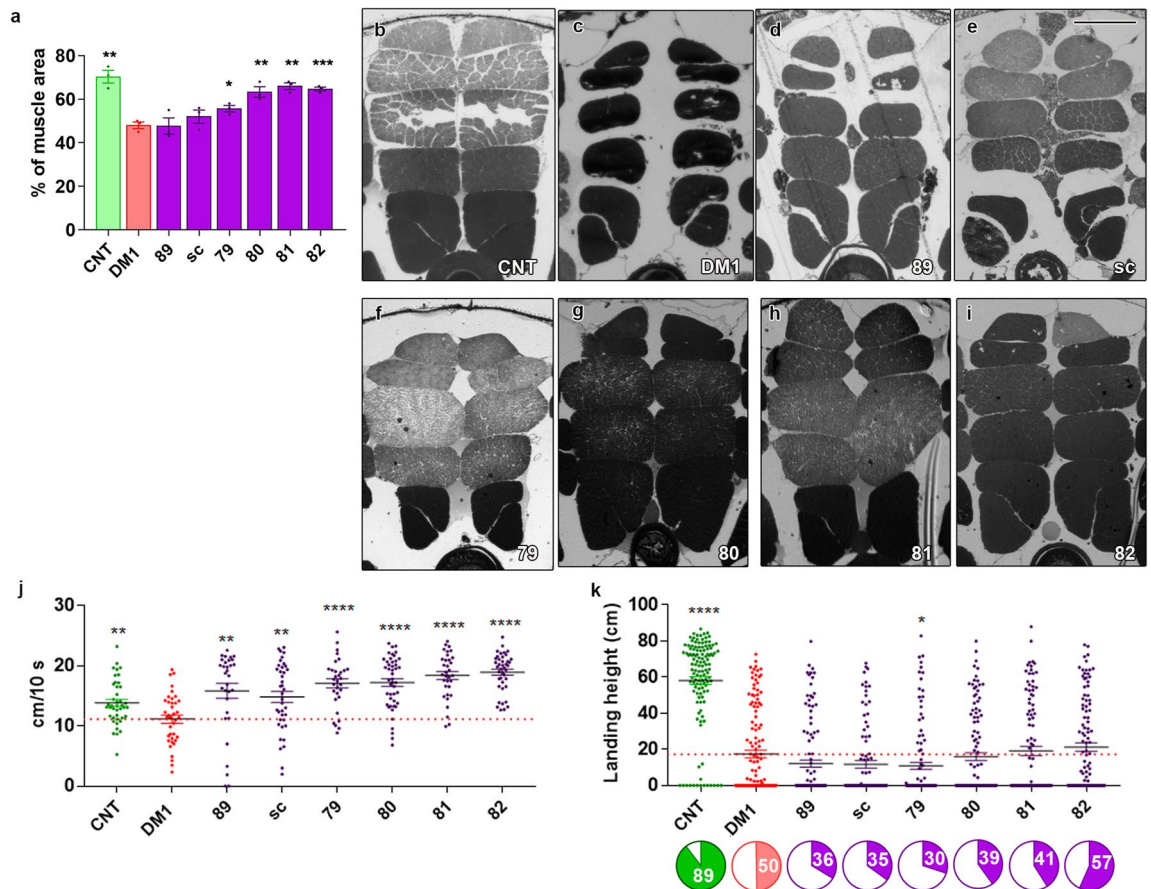 a
% of muscle area
80
60
40
20
0
** * ** ** ***
CNT DM1 89 sc 79 80 81 82
b
CNT
c
DM1
d
89
e
sc
f
79
g
80
h
81
i
82
j
cm/10 s
30
20
10
0
** ** ** **** **** **** ****
CNT DM1 89 sc 79 80 81 82
k
Landing height (cm)
100
80
60
40
20
0
**** *
CNT DM1 89 sc 79 80 81 82
89 50 36 35 30 39 41 57